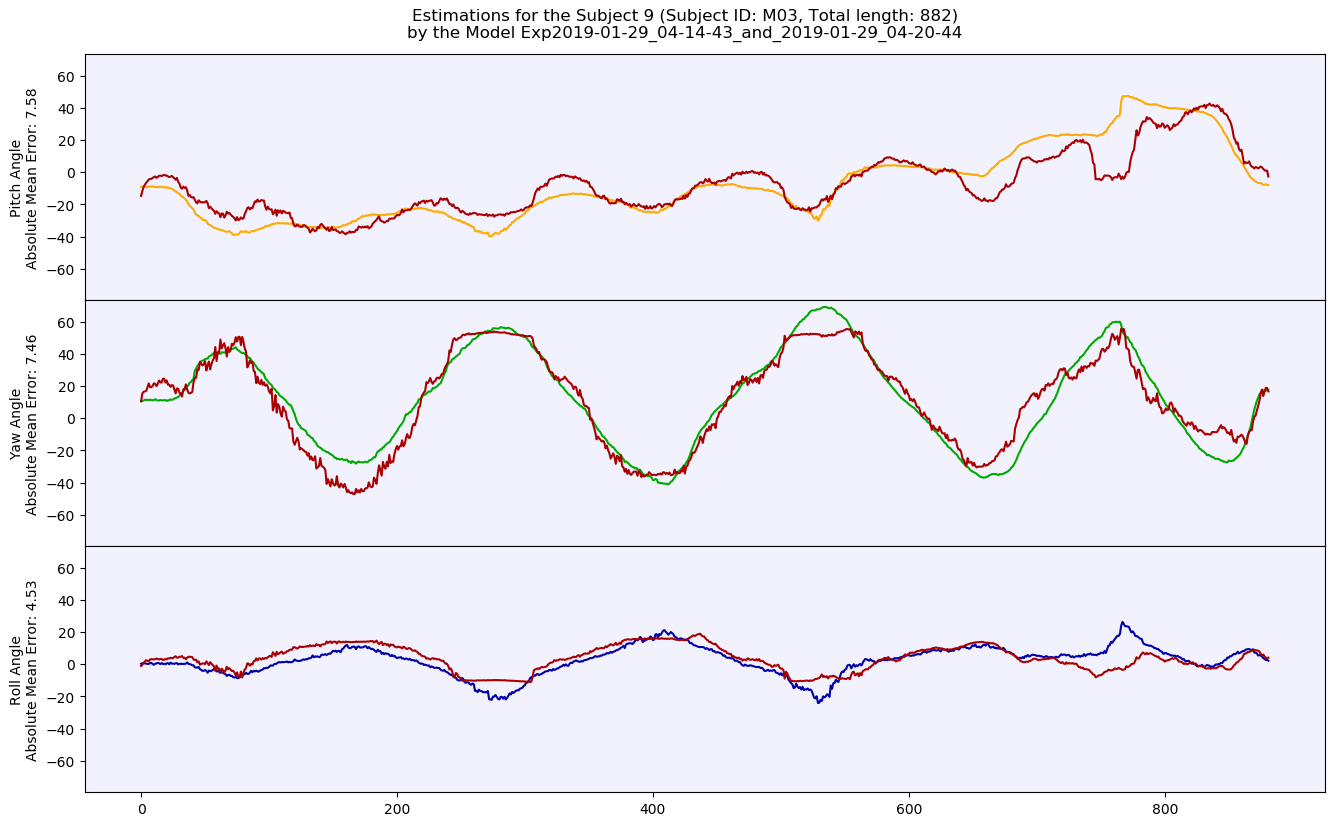 Estimations for the Subject 9 (Subject ID: M03, Total length: 882)
by the Model Exp2019-01-29_04-14-43_and_2019-01-29_04-20-44
Pitch Angle
Absolute Mean Error: 7.58
60
40
20
0
−20
−40
−60
Yaw Angle
Absolute Mean Error: 7.46
60
40
20
0
−20
−40
−60
Roll Angle
Absolute Mean Error: 4.53
60
40
20
0
−20
−40
−60
0 200 400 600 800